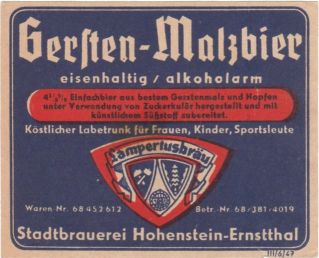 Gersten-Malzbier
eisenhaltig / alkoholarm
4½% Einfachbier aus bestem Gerstenmalz und Hopfen
unter Verwendung von Zuckerkulör hergestellt und mit
künstlichem Süßstoff zubereitet.
Köstlicher Labetrunk für Frauen, Kinder, Sportsleute
Lampertusbräu
Waren-Nr. 68 452 612
Betr.-Nr. 68/381/4019
Stadtbrauerei Hohenstein-Ernstthal
III/6/47